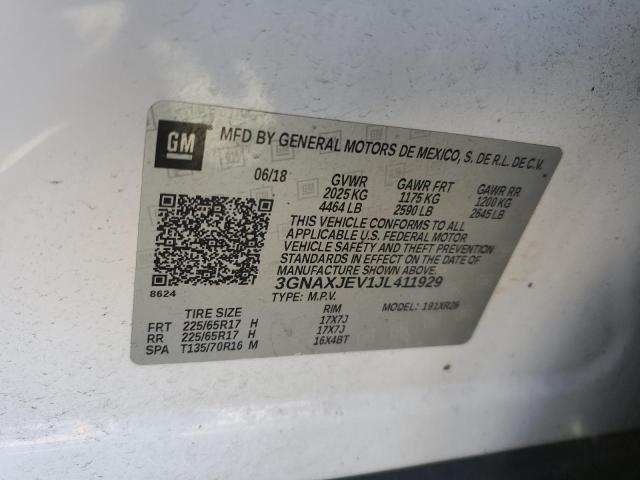 GM MFD BY GENERAL MOTORS DE MEXICO, S. DE R.L. DE C.V.
06/18 GVWR GAWR FRT GAWR RR
2025 KG 1175 KG 1200 KG
4464 LB 2590 LB 2645 LB
THIS VEHICLE CONFORMS TO ALL
APPLICABLE U.S. FEDERAL MOTOR
VEHICLE SAFETY AND THEFT PREVENTION
STANDARDS IN EFFECT ON THE DATE OF
MANUFACTURE SHOWN ABOVE.
3GNAXJEV1JL411929
8624
TYPE: M.P.V. MODEL: 191XR26
TIRE SIZE RIM
FRT 225/65R17 H 17X7J
RR 225/65R17 H 17X7J
SPA T135/70R16 M 16X4BT